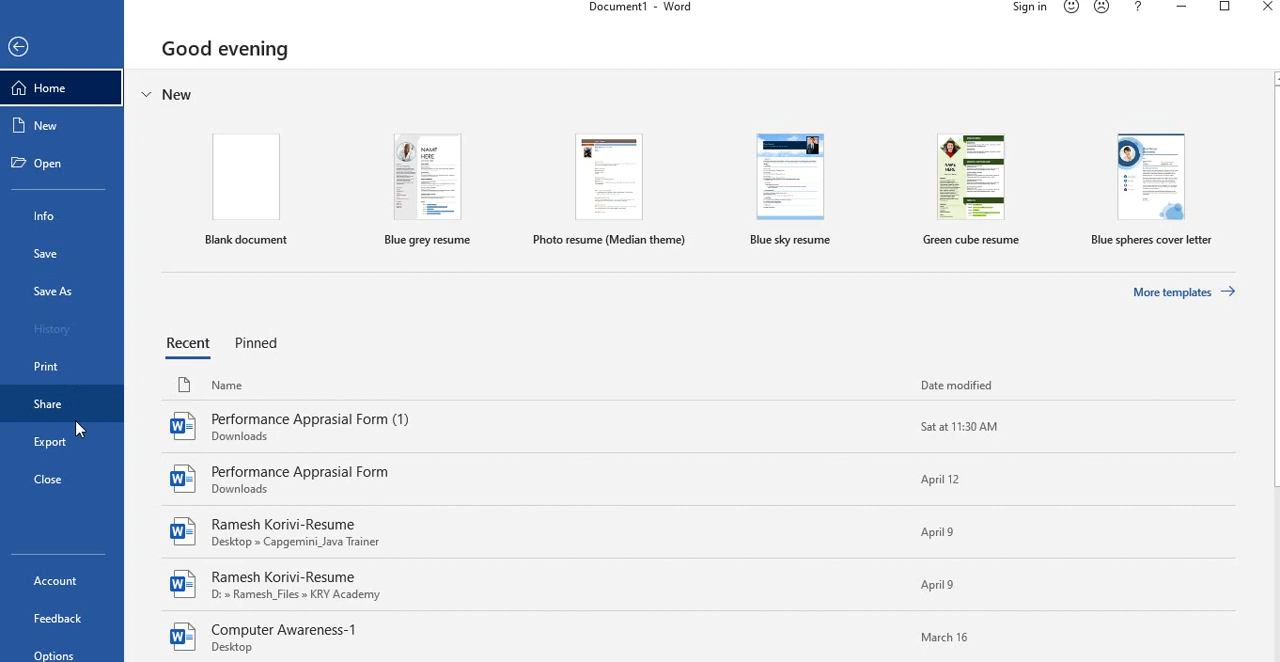 Document1 - Word
Sign in
?
Good evening
Home
New
Open
Info
Save
Save As
History
Print
Share
Export
Close
Account
Feedback
Options
New
NAME HERE
Blank document
Blue grey resume
Photo resume (Median theme)
Blue sky resume
Green cube resume
Blue spheres cover letter
More templates
Recent Pinned
Name Date modified
Performance Apprasial Form (1)
Downloads
Sat at 11:30 AM
Performance Apprasial Form
Downloads
April 12
Ramesh Korivi-Resume
Desktop » Capgemini_Java Trainer
April 9
Ramesh Korivi-Resume
D: » Ramesh_Files » KRY Academy
April 9
Computer Awareness-1
Desktop
March 16